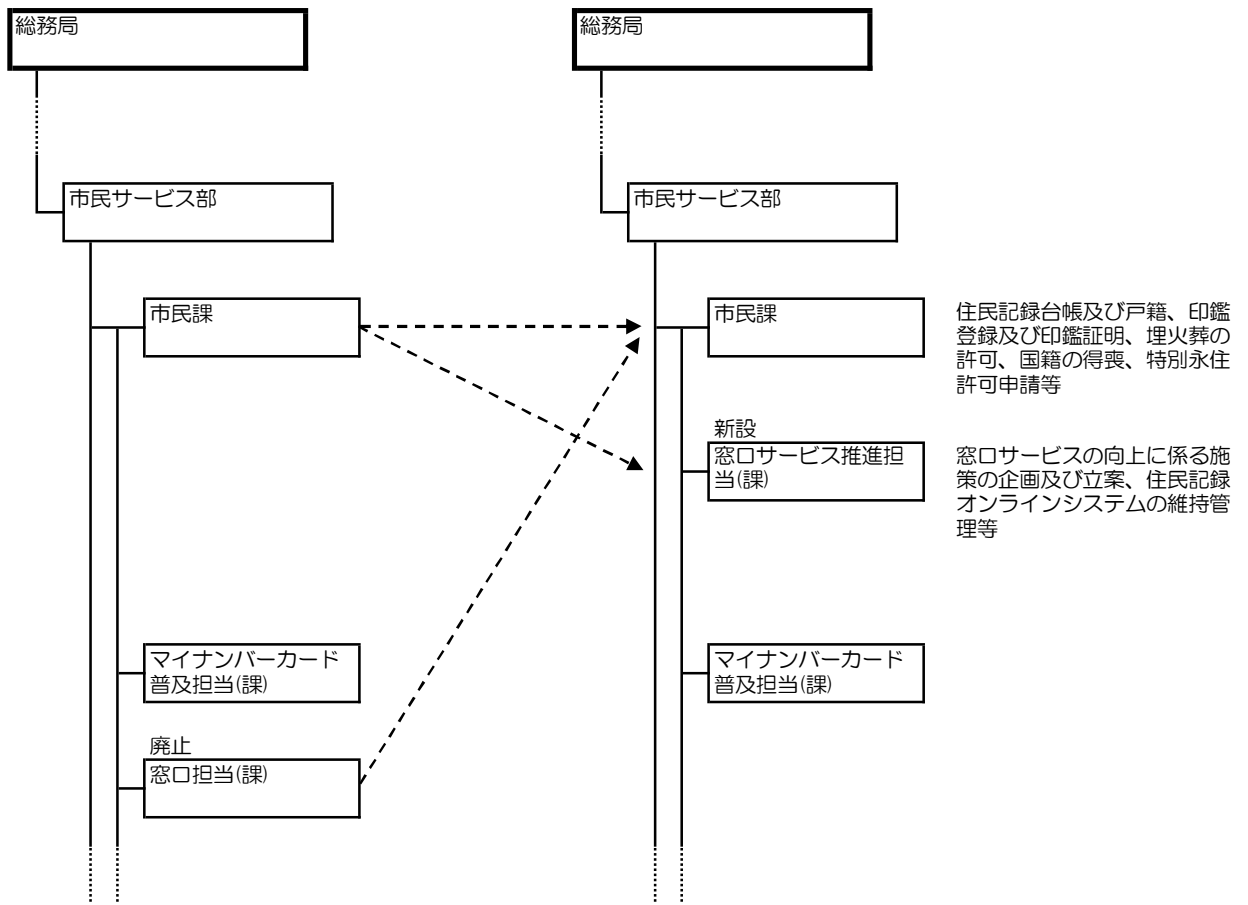 総務局
市民サービス部
市民課
マイナンバーカード
普及担当(課)
廃止
窓口担当(課)
総務局
市民サービス部
市民課
住民記録台帳及び戸籍、印鑑
登録及び印鑑証明、埋火葬の
許可、国籍の得喪、特別永住
許可申請等
新設
窓口サービス推進担
当(課)
窓口サービスの向上に係る施
策の企画及び立案、住民記録
オンラインシステムの維持管
理等
マイナンバーカード
普及担当(課)